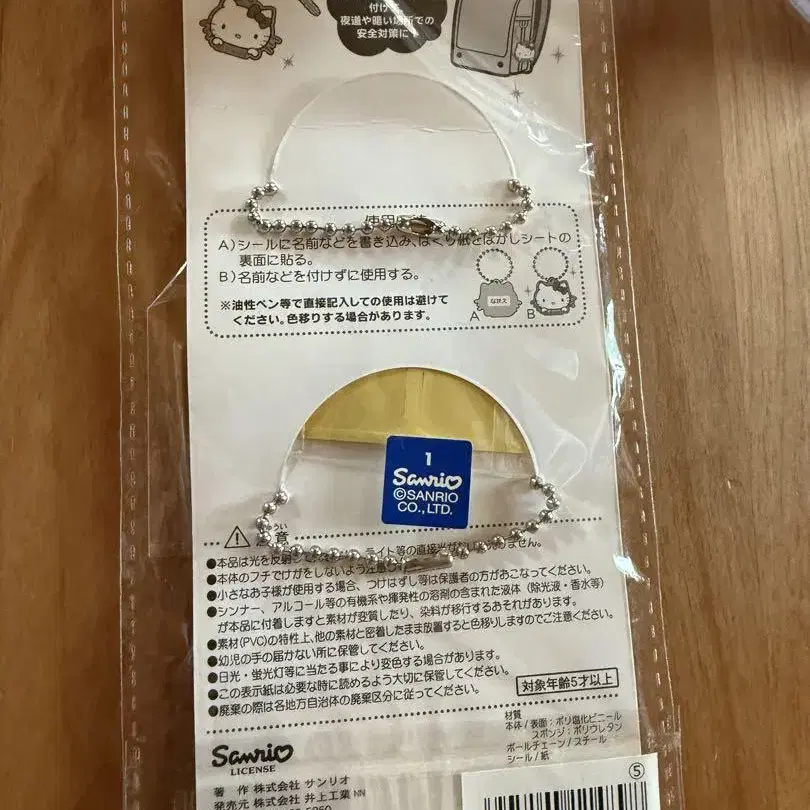 付けて
夜道や暗い場所での
安全対策に!
A)シールに名前などを書き込み、はくり紙をはがしシートの
裏面に貼る。
B)名前などを付けずに使用する。
※油性ペン等で直接記入しての使用は避けて
ください。色移りする場合があります。
なまえ
A
B
1
Sanrio
©SANRIO
CO., LTD.
●本品は光を反射して
ライト等の直接光が
●本体のフチでけがをしないよう注意
●小さなお子様が使用する場合、つけはずし等は保護者の方がおこなってください。
●シンナー、アルコール等の有機系や揮発性の溶剤の含まれた液体(除光液・香水等)
が本品に付着しますと素材が変質したり、染料が移行するおそれがあります。
●素材(PVC)の特性上、他の素材と密着したまま放置すると色移りしますのでご注意ください。
●幼児の手の届かない所に保管してください。
●日光・蛍光灯等に当たる事により変色する場合があります。
●この表示紙は必要な時に読めるよう大切に保管してください。
●廃棄の際は各地方自治体の廃棄区分に従ってください。
対象年齢5才以上
材質
本体/表面:ポリ塩化ビニール
スポンジ:ポリウレタン
ボールチェーン/スチール
シール/紙
Sanrio
LICENSE
著 作 株式会社 サンリオ
発売元 株式会社 井上工業 NN
⑤